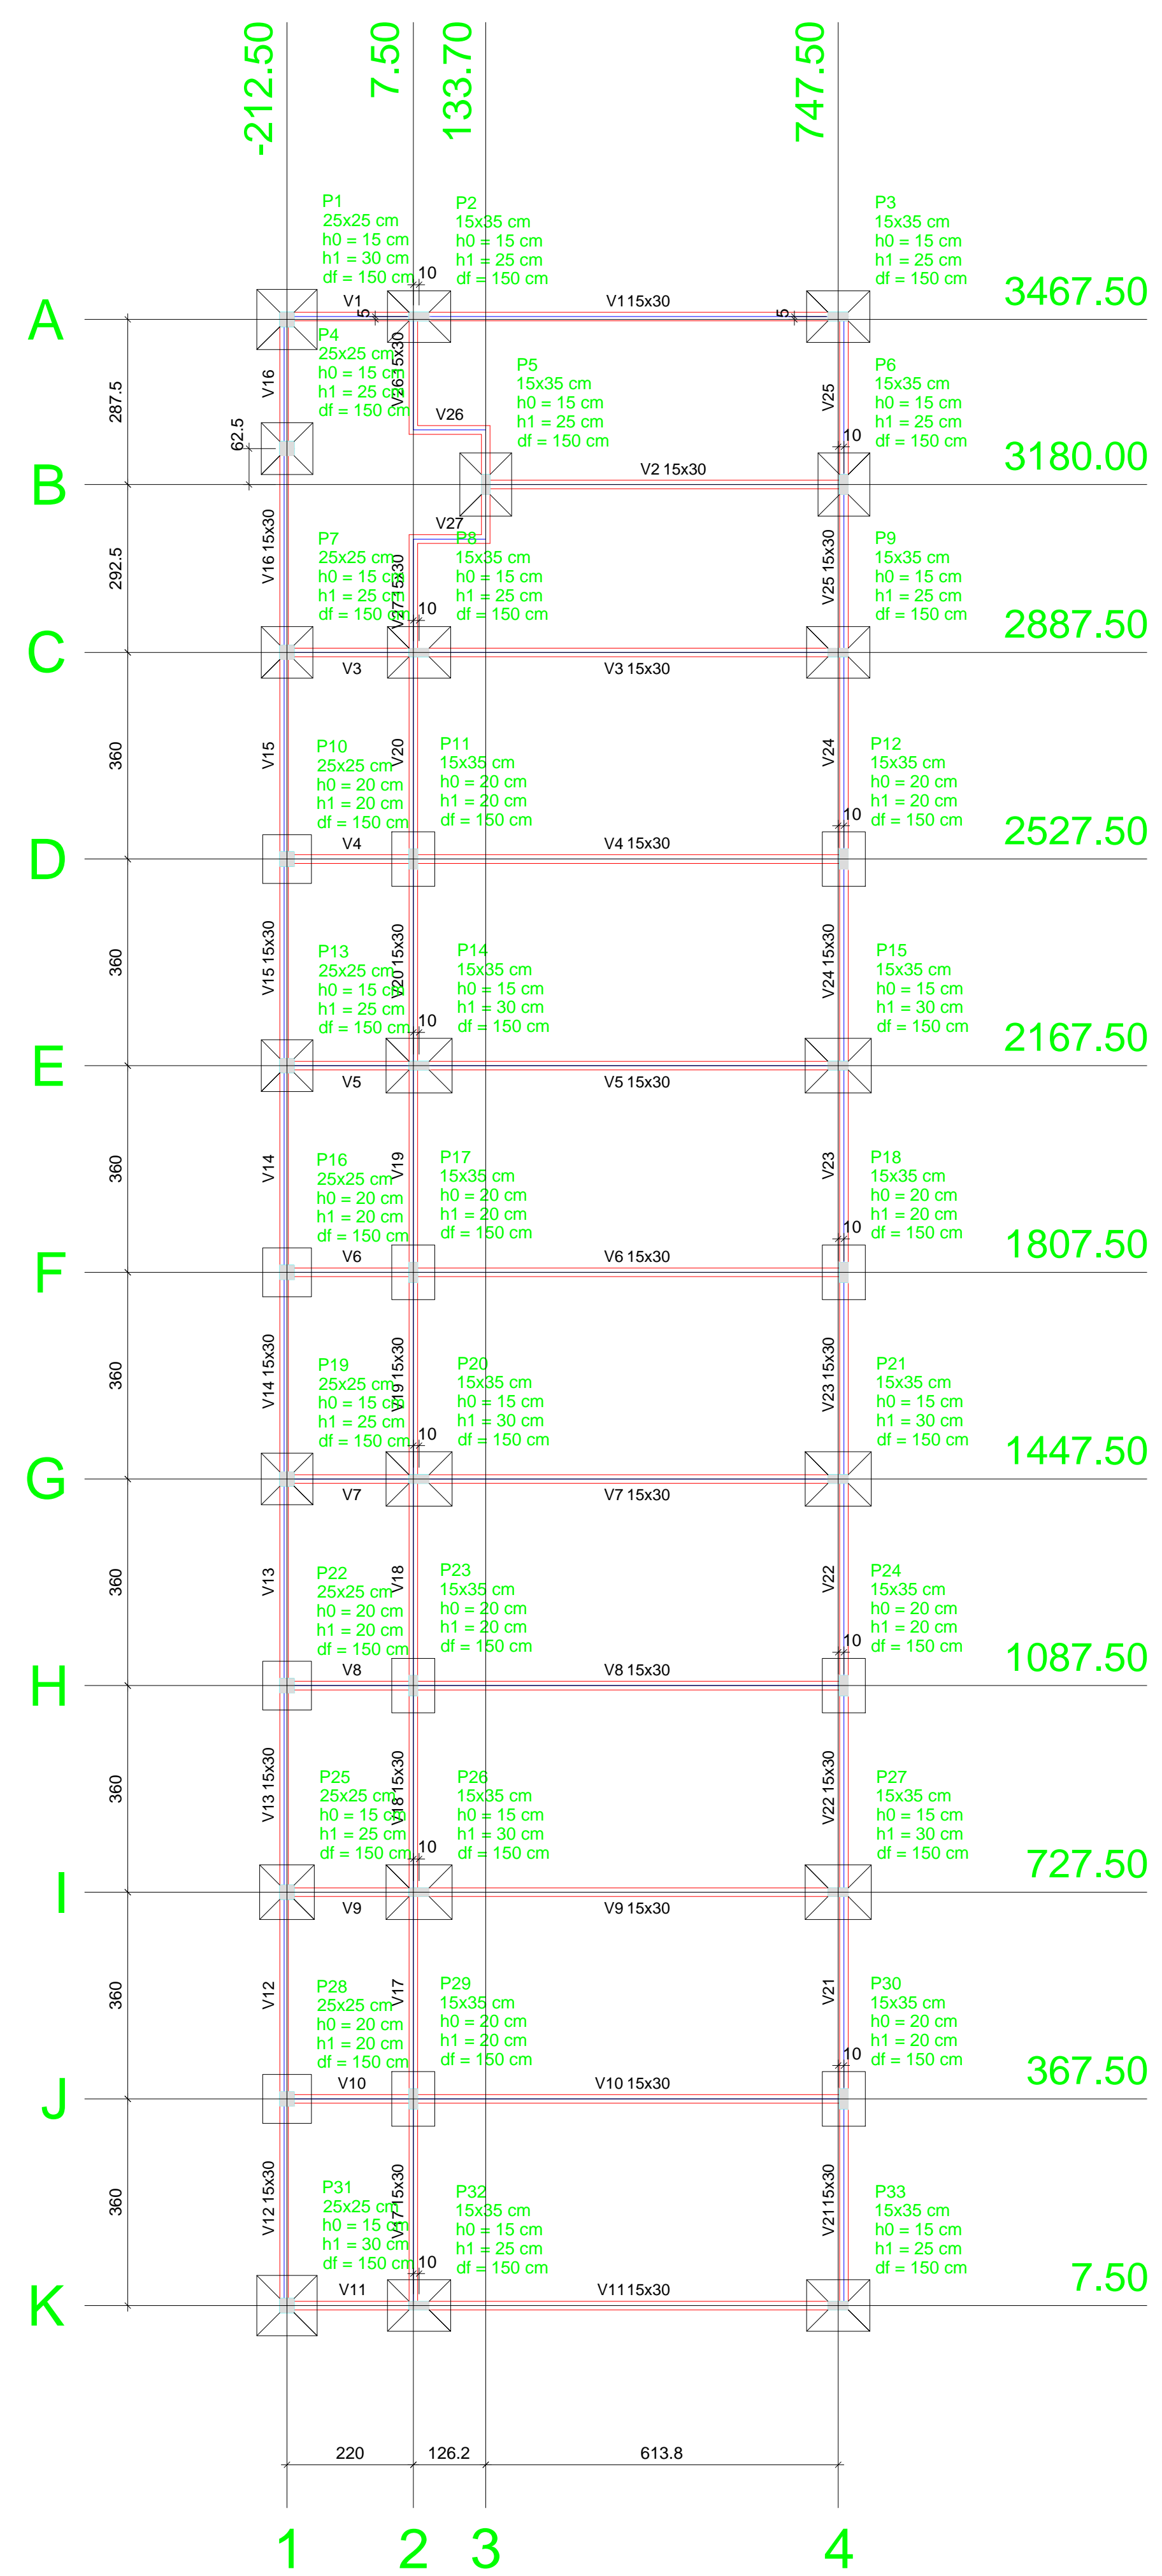 -212.50
7.50
133.70
747.50
P1
25x25 cm
h0 = 15 cm
h1 = 30 cm
df = 150 cm
P2
15x35 cm
h0 = 15 cm
h1 = 25 cm
df = 150 cm
P3
15x35 cm
h0 = 15 cm
h1 = 25 cm
df = 150 cm
10
A
V1
5
V1 15x30
5
3467.50
287.5
V16
62.5
P4
25x25 cm
h0 = 15 cm
h1 = 25 cm
df = 150 cm
V26 15x30
V26
P5
15x35 cm
h0 = 15 cm
h1 = 25 cm
df = 150 cm
V25
P6
15x35 cm
h0 = 15 cm
h1 = 25 cm
df = 150 cm
10
B
V2 15x30
3180.00
292.5
V16 15x30
V27
P7
25x25 cm
h0 = 15 cm
h1 = 25 cm
df = 150 cm
V27 15x30
P8
15x35 cm
h0 = 15 cm
h1 = 25 cm
df = 150 cm
10
V25 15x30
P9
15x35 cm
h0 = 15 cm
h1 = 25 cm
df = 150 cm
C
V3
V3 15x30
2887.50
360
V15
P10
25x25 cm
h0 = 20 cm
h1 = 20 cm
df = 150 cm
V20
P11
15x35 cm
h0 = 20 cm
h1 = 20 cm
df = 150 cm
V24
P12
15x35 cm
h0 = 20 cm
h1 = 20 cm
df = 150 cm
10
D
V4
V4 15x30
2527.50
360
V15 15x30
P13
25x25 cm
h0 = 15 cm
h1 = 25 cm
df = 150 cm
V20 15x30
P14
15x35 cm
h0 = 15 cm
h1 = 30 cm
df = 150 cm
10
V24 15x30
P15
15x35 cm
h0 = 15 cm
h1 = 30 cm
df = 150 cm
E
V5
V5 15x30
2167.50
360
V14
P16
25x25 cm
h0 = 20 cm
h1 = 20 cm
df = 150 cm
V19
P17
15x35 cm
h0 = 20 cm
h1 = 20 cm
df = 150 cm
V23
P18
15x35 cm
h0 = 20 cm
h1 = 20 cm
df = 150 cm
10
F
V6
V6 15x30
1807.50
360
V14 15x30
P19
25x25 cm
h0 = 15 cm
h1 = 25 cm
df = 150 cm
V19 15x30
P20
15x35 cm
h0 = 15 cm
h1 = 30 cm
df = 150 cm
10
V23 15x30
P21
15x35 cm
h0 = 15 cm
h1 = 30 cm
df = 150 cm
G
V7
V7 15x30
1447.50
360
V13
P22
25x25 cm
h0 = 20 cm
h1 = 20 cm
df = 150 cm
V18
P23
15x35 cm
h0 = 20 cm
h1 = 20 cm
df = 150 cm
V22
P24
15x35 cm
h0 = 20 cm
h1 = 20 cm
df = 150 cm
10
H
V8
V8 15x30
1087.50
360
V13 15x30
P25
25x25 cm
h0 = 15 cm
h1 = 25 cm
df = 150 cm
V18 15x30
P26
15x35 cm
h0 = 15 cm
h1 = 30 cm
df = 150 cm
10
V22 15x30
P27
15x35 cm
h0 = 15 cm
h1 = 30 cm
df = 150 cm
I
V9
V9 15x30
727.50
360
V12
P28
25x25 cm
h0 = 20 cm
h1 = 20 cm
df = 150 cm
V17
P29
15x35 cm
h0 = 20 cm
h1 = 20 cm
df = 150 cm
V21
P30
15x35 cm
h0 = 20 cm
h1 = 20 cm
df = 150 cm
10
J
V10
V10 15x30
367.50
360
V12 15x30
P31
25x25 cm
h0 = 15 cm
h1 = 30 cm
df = 150 cm
V17 15x30
P32
15x35 cm
h0 = 15 cm
h1 = 25 cm
df = 150 cm
10
V21 15x30
P33
15x35 cm
h0 = 15 cm
h1 = 25 cm
df = 150 cm
K
V11
V11 15x30
7.50
220
126.2
613.8
1
2
3
4